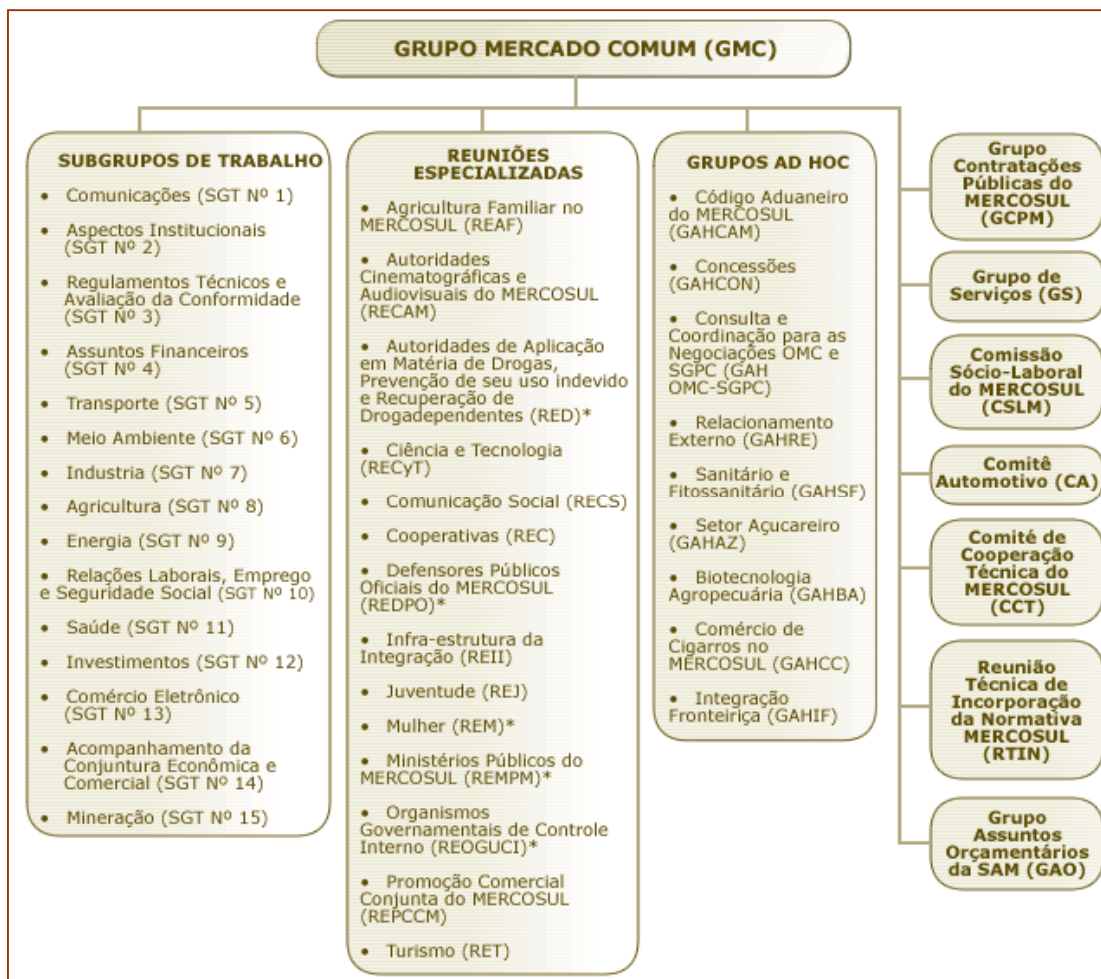 GRUPO MERCADO COMUM (GMC)
SUBGRUPOS DE TRABALHO
• Comunicações (SGT Nº 1)
• Aspectos Institucionais
(SGT Nº 2)
• Regulamentos Técnicos e
Avaliação da Conformidade
(SGT Nº 3)
• Assuntos Financeiros
(SGT Nº 4)
• Transporte (SGT Nº 5)
• Meio Ambiente (SGT Nº 6)
• Industria (SGT Nº 7)
• Agricultura (SGT Nº 8)
• Energia (SGT Nº 9)
• Relações Laborais, Emprego
e Seguridade Social (SGT Nº 10)
• Saúde (SGT Nº 11)
• Investimentos (SGT Nº 12)
• Comércio Eletrônico
(SGT Nº 13)
• Acompanhamento da
Conjuntura Econômica e
Comercial (SGT Nº 14)
• Mineração (SGT Nº 15)
REUNIÕES
ESPECIALIZADAS
• Agricultura Familiar no
MERCOSUL (REAF)
• Autoridades
Cinematográficas e
Audiovisuais do MERCOSUL
(RECAM)
• Autoridades de Aplicação
em Matéria de Drogas,
Prevenção de seu uso indevido
e Recuperação de
Drogadependentes (RED)*
• Ciência e Tecnologia
(RECyT)
• Comunicação Social (RECS)
• Cooperativas (REC)
• Defensores Públicos
Oficiais do MERCOSUL
(REDPO)*
• Infra-estrutura da
Integração (REII)
• Juventude (REJ)
• Mulher (REM)*
• Ministérios Públicos do
MERCOSUL (REMPM)*
• Organismos
Governamentais de Controle
Interno (REOGUCI)*
• Promoção Comercial
Conjunta do MERCOSUL
(REPCCM)
• Turismo (RET)
GRUPOS AD HOC
• Código Aduaneiro
do MERCOSUL
(GAHCAM)
• Concessões
(GAHCON)
• Consulta e
Coordenação para as
Negociações OMC e
SGPC (GAH
OMC-SGPC)
• Relacionamento
Externo (GAHRE)
• Sanitário e
Fitossanitário (GAHSF)
• Setor Açucareiro
(GAHAZ)
• Biotecnologia
Agropecuária (GAHBA)
• Comércio de
Cigarros no
MERCOSUL (GAHCC)
• Integração
Fronteiriça (GAHIF)
Grupo
Contratações
Públicas do
MERCOSUL
(GCPM)
Grupo de
Serviços (GS)
Comissão
Sócio-Laboral
do MERCOSUL
(CSLM)
Comitê
Automotivo (CA)
Comité de
Cooperação
Técnica do
MERCOSUL
(CCT)
Reunião
Técnica de
Incorporação
da Normativa
MERCOSUL
(RTIN)
Grupo
Assuntos
Orçamentários
da SAM (GAO)